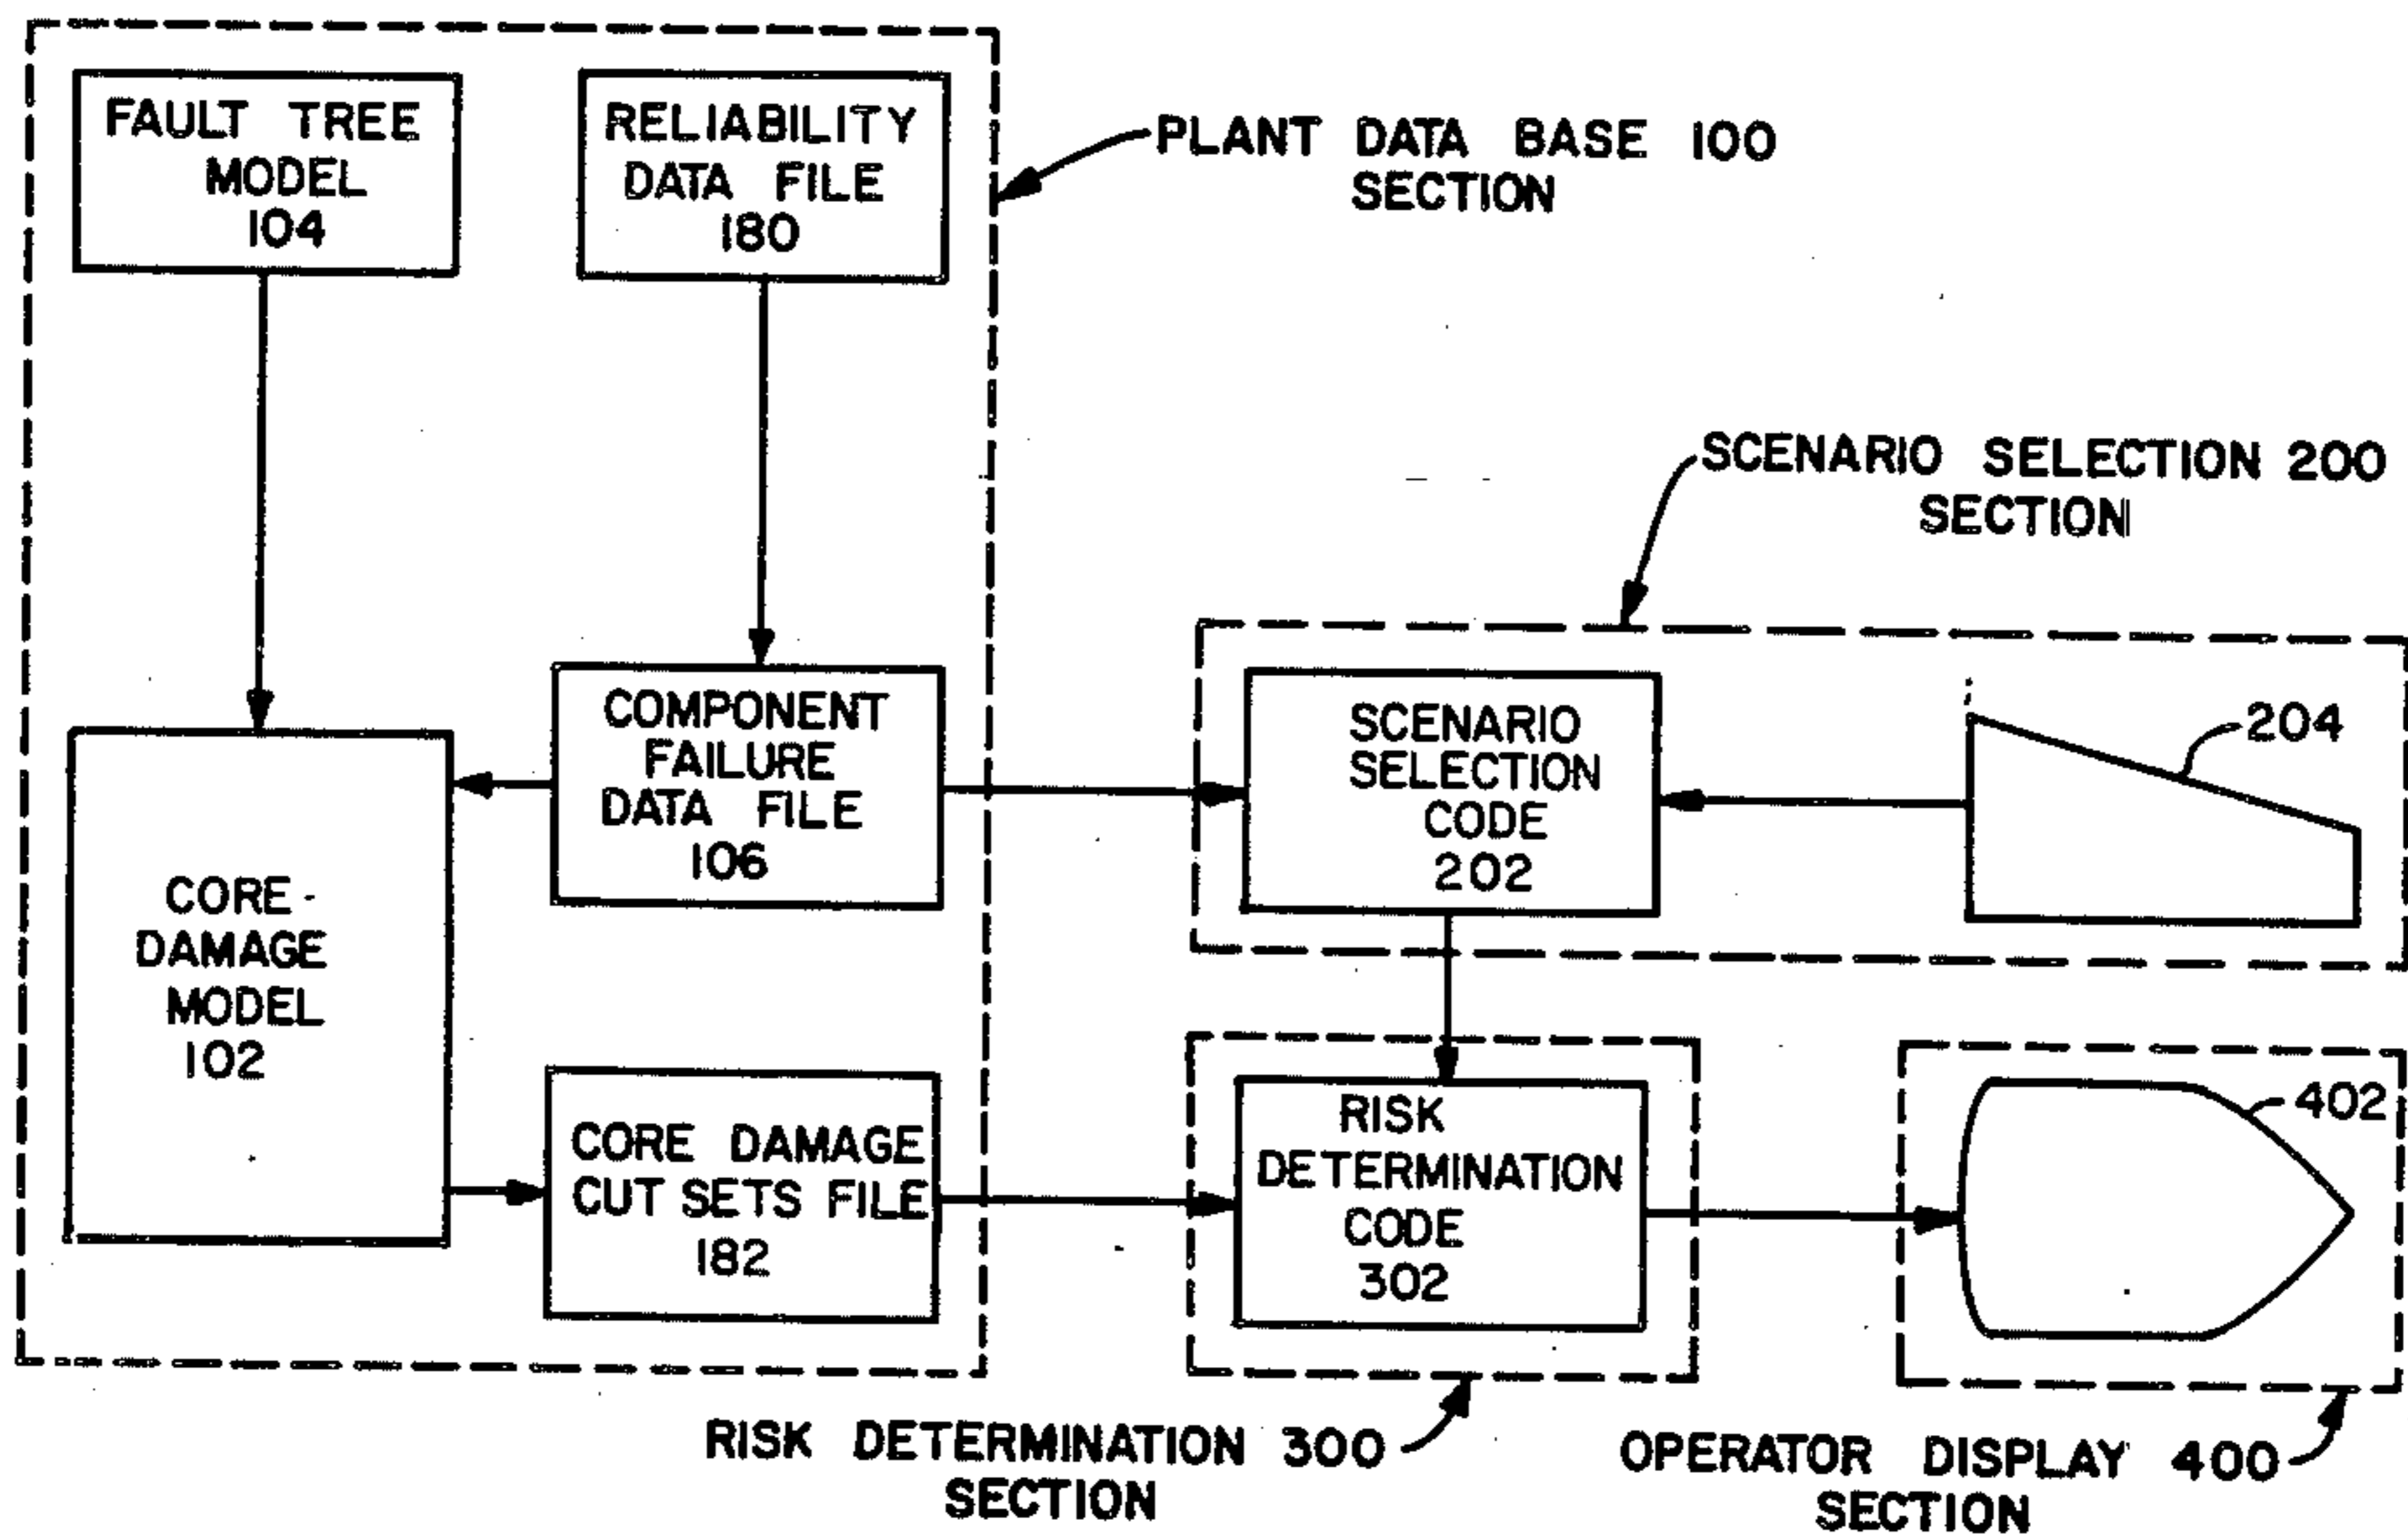 FAULT TREE
MODEL
104
RELIABILITY
DATA FILE
180
PLANT DATA BASE 100
SECTION
SCENARIO SELECTION 200
SECTION
COMPONENT
FAILURE
DATA FILE
106
SCENARIO
SELECTION
CODE
202
204
CORE
DAMAGE
MODEL
102
CORE DAMAGE
CUT SETS FILE
182
RISK
DETERMINATION
CODE
302
402
RISK DETERMINATION 300
SECTION
OPERATOR DISPLAY 400
SECTION